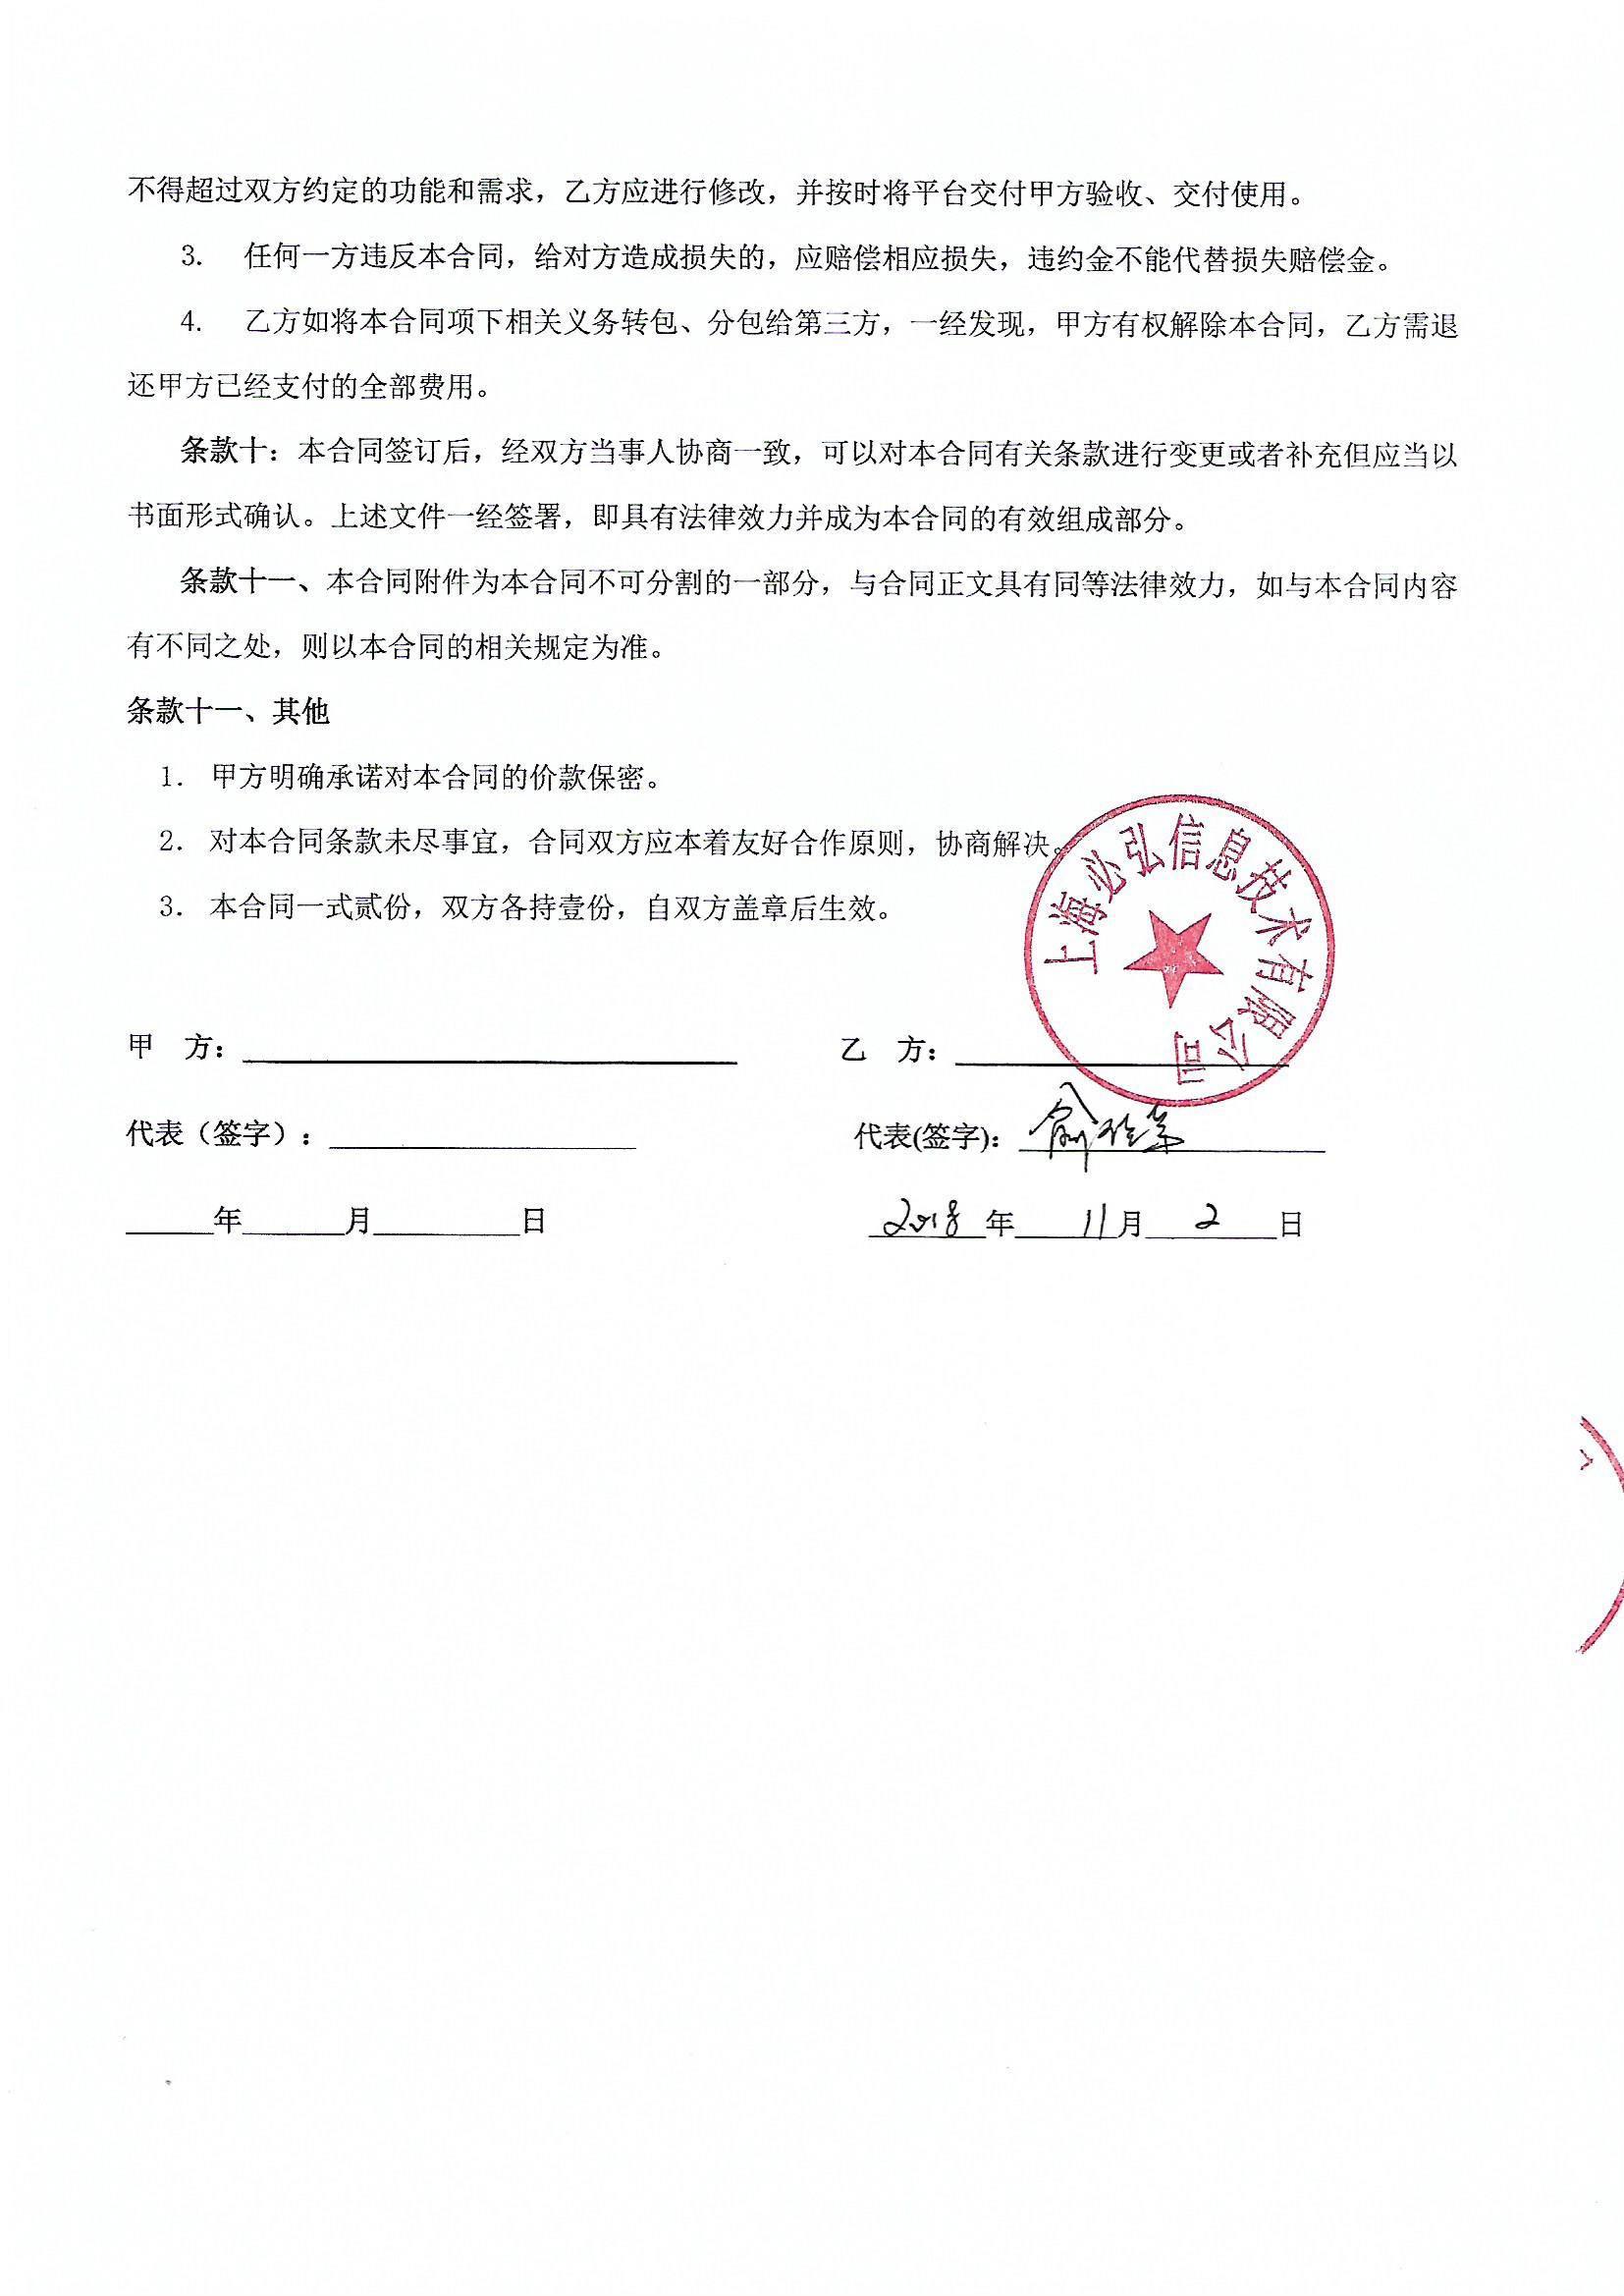 不得超过双方约定的功能和需求，乙方应进行修改，并按时将平台交付甲方验收、交付使用。
3. 任何一方违反本合同，给对方造成损失的，应赔偿相应损失，违约金不能代替损失赔偿金。
4. 乙方如将本合同项下相关义务转包、分包给第三方，一经发现，甲方有权解除本合同，乙方需退
还甲方已经支付的全部费用。
条款十：本合同签订后，经双方当事人协商一致，可以对本合同有关条款进行变更或者补充但应当以
书面形式确认。上述文件一经签署，即具有法律效力并成为本合同的有效组成部分。
条款十一、本合同附件为本合同不可分割的一部分，与合同正文具有同等法律效力，如与本合同内容
有不同之处，则以本合同的相关规定为准。
条款十一、其他
1. 甲方明确承诺对本合同的价款保密。
2. 对本合同条款未尽事宜，合同双方应本着友好合作原则，协商解决。
3. 本合同一式贰份，双方各持壹份，自双方盖章后生效。
上海必弘信息技术有限公司
甲 方：
乙 方：
代表（签字）：
代表(签字)：俞
年 月 日
2018年 11月 2 日